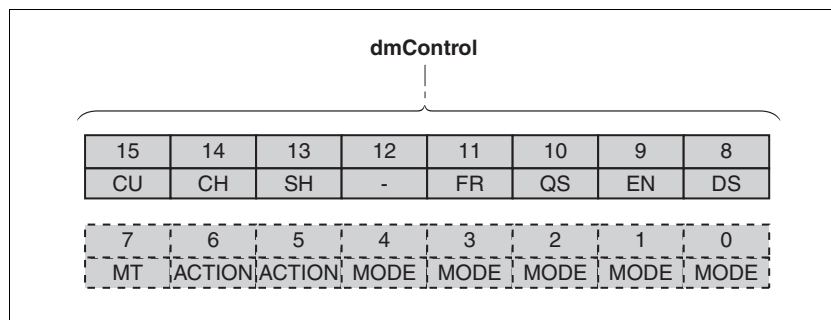 dmControl
15 14 13 12 11 10 9 8
CU CH SH - FR QS EN DS
7 6 5 4 3 2 1 0
MT ACTION ACTION MODE MODE MODE MODE MODE